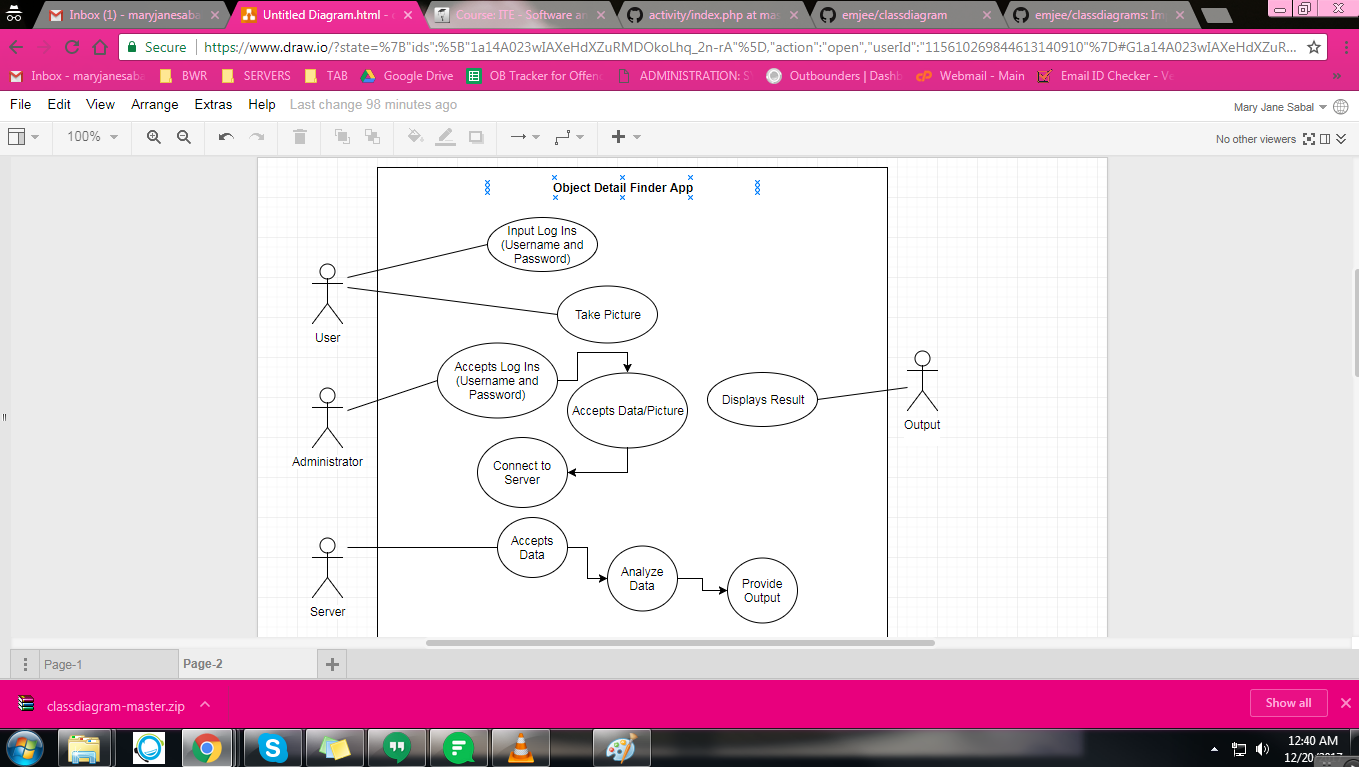 Inbox (1) - maryjanesaba
Untitled Diagram.html -
Course: ITE - Software an
activity/index.php at mas
emjee/classdiagram
emjee/classdiagrams: Im
Secure
https://www.draw.io/?state=%7B"ids":%5B"1a14A023wIAXeHdXZuRMDOkoLhq_2n-rA"%5D,"action":"open","userId":"115610269844613140910"%7D#G1a14A023wIAXeHdXZuR...
Inbox - maryjanesaba
BWR
SERVERS
TAB
Google Drive
OB Tracker for Offen
ADMINISTRATION: S
Outbounders | Dashb
Webmail - Main
Email ID Checker - Ve
»
File Edit View Arrange Extras Help Last change 98 minutes ago
Mary Jane Sabal
100%
No other viewers
Object Detail Finder App
Input Log Ins
(Username and
Password)
User
Take Picture
Accepts Log Ins
(Username and
Password)
Administrator
Accepts Data/Picture
Displays Result
Output
Connect to
Server
Accepts
Data
Server
Analyze
Data
Provide
Output
Page-1
Page-2
classdiagram-master.zip
Show all
12:40 AM
12/20/2017